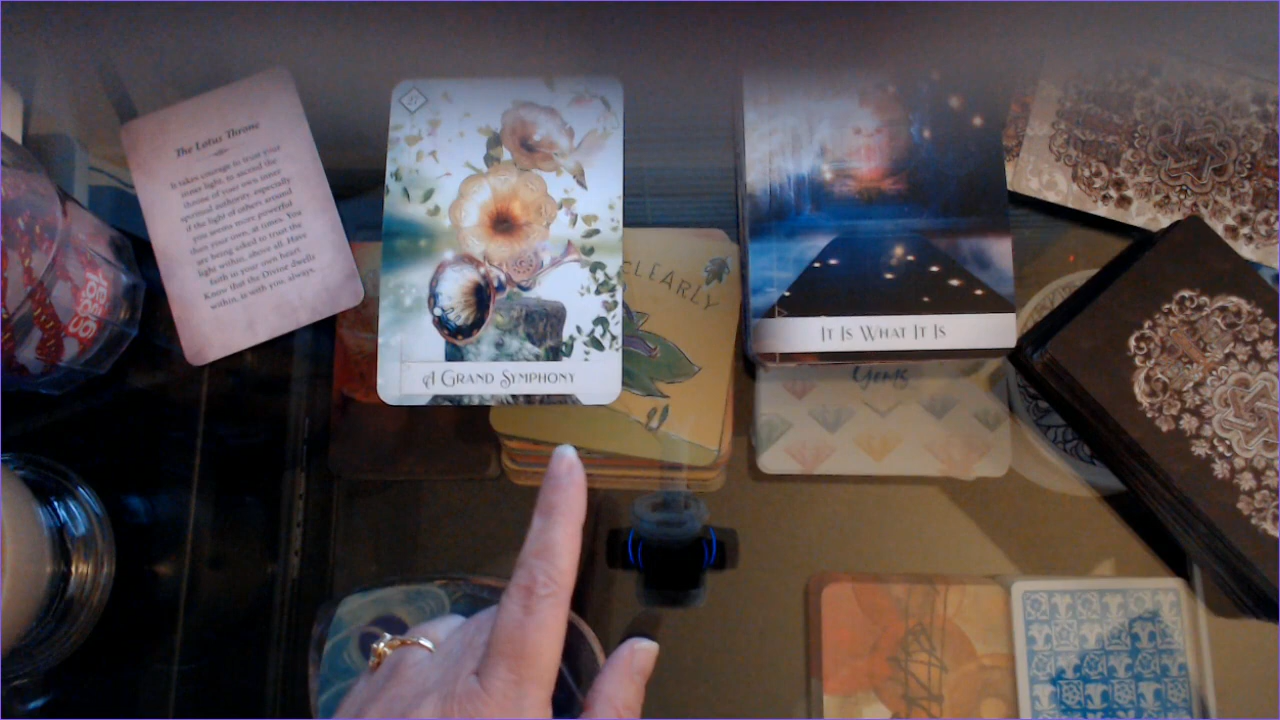 The Lotus Throne
It takes courage to trust your
inner light, to ascend the
throne of your own inner
spiritual authority, especially
if the light of others around
you seems more powerful
than your own, at times. You
are being asked to trust the
light within, above all. Have
faith in your own heart.
Know that the Divine dwells
within, is with you, always.
27
A GRAND SYMPHONY
CLEARLY
IT IS WHAT IT IS
Gems